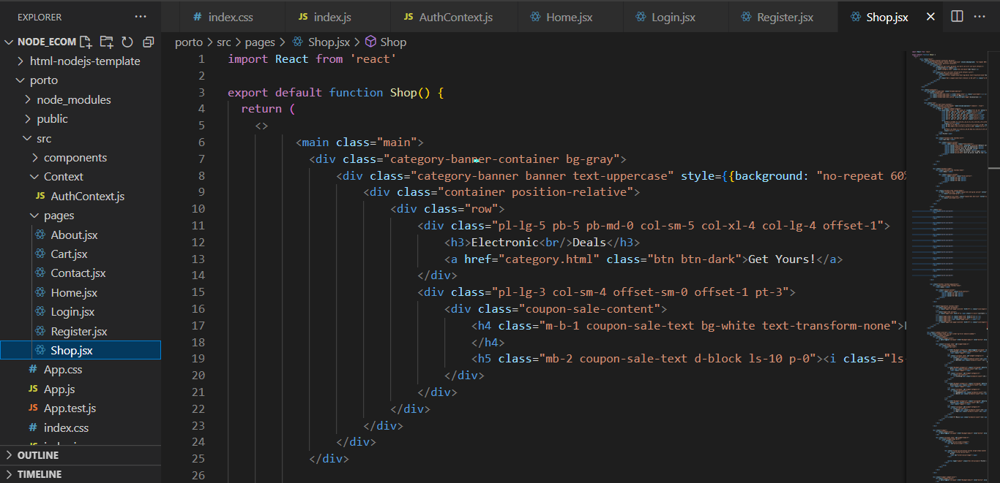 EXPLORER
index.css
index.js
AuthContext.js
Home.jsx
Login.jsx
Register.jsx
Shop.jsx
NODE_ECOM
html-nodejs-template
porto
node_modules
public
src
components
Context
AuthContext.js
pages
About.jsx
Cart.jsx
Contact.jsx
Home.jsx
Login.jsx
Register.jsx
Shop.jsx
App.css
App.js
App.test.js
index.css
OUTLINE
TIMELINE
porto > src > pages > Shop.jsx > Shop
1 import React from 'react'
2
3 export default function Shop() {
4 return (
5 <>
6 <main class="main">
7 <div class="category-banner-container bg-gray">
8 <div class="category-banner banner text-uppercase" style={{background: "no-repeat 60%
9 <div class="container position-relative">
10 <div class="row">
11 <div class="pl-lg-5 pb-5 pb-md-0 col-sm-5 col-xl-4 col-lg-4 offset-1">
12 <h3>Electronic<br/>Deals</h3>
13 <a href="category.html" class="btn btn-dark">Get Yours!</a>
14 </div>
15 <div class="pl-lg-3 col-sm-4 offset-sm-0 offset-1 pt-3">
16 <div class="coupon-sale-content">
17 <h4 class="m-b-1 coupon-sale-text bg-white text-transform-none">
18 </h4>
19 <h5 class="mb-2 coupon-sale-text d-block ls-10 p-0"><i class="ls-
20 </div>
21 </div>
22 </div>
23 </div>
24 </div>
25 </div>
26